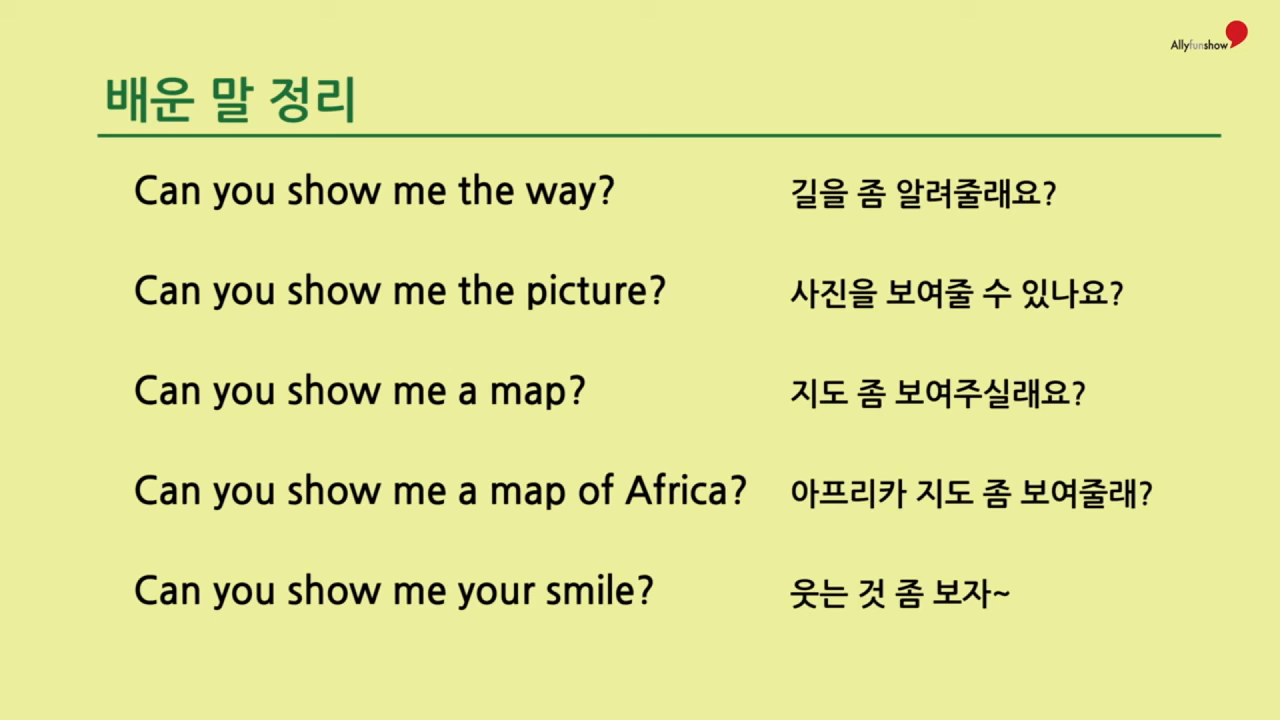 Allyfunshow
배운 말 정리
Can you show me the way? 길을 좀 알려줄래요?
Can you show me the picture? 사진을 보여줄 수 있나요?
Can you show me a map? 지도 좀 보여주실래요?
Can you show me a map of Africa? 아프리카 지도 좀 보여줄래?
Can you show me your smile? 웃는 것 좀 보자~